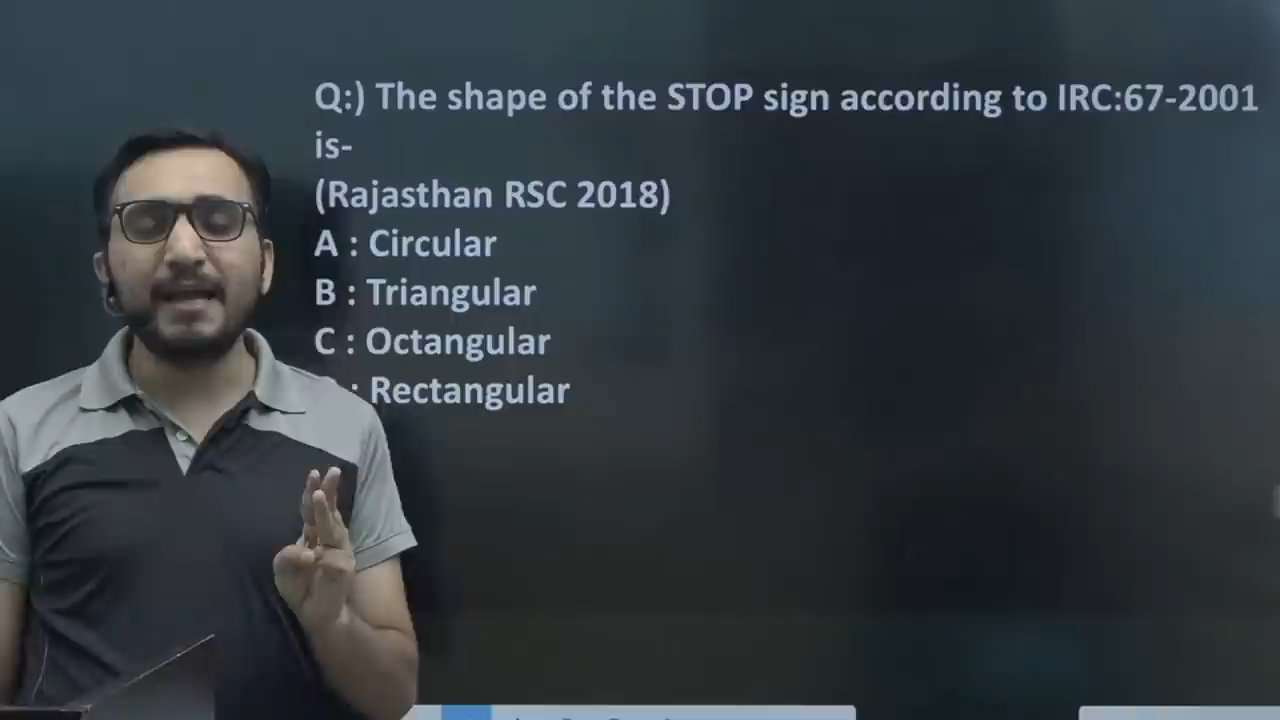 Q:) The shape of the STOP sign according to IRC:67-2001
is-
(Rajasthan RSC 2018)
A : Circular
B : Triangular
C : Octangular
: Rectangular